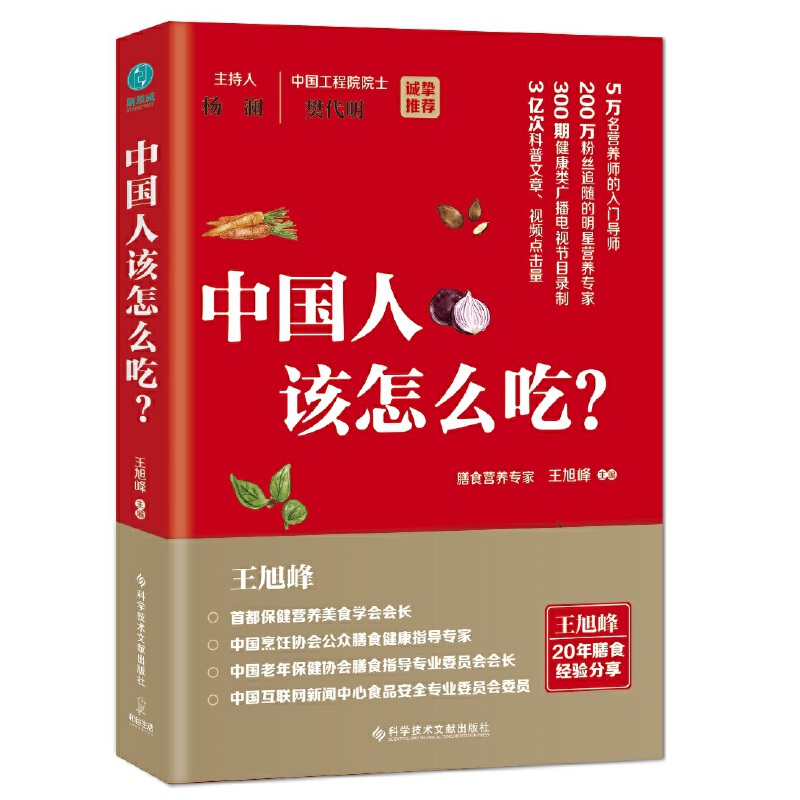 主持人
杨 澜
中国工程院院士
樊代明
诚挚
推荐
5万名营养师的入门导师
200万粉丝追随的明星营养专家
300期健康类广播电视节目录制
3亿次科普文章、视频点击量
中国人
该怎么吃?
膳食营养专家 王旭峰 主编
王旭峰
首都保健营养美食学会会长
中国烹饪协会公众膳食健康指导专家
中国老年保健协会膳食指导专业委员会会长
中国互联网新闻中心食品安全专业委员会委员
王旭峰
20年膳食
经验分享
科学技术文献出版社
中国人该怎么吃?
王旭峰 主编
科学技术文献出版社